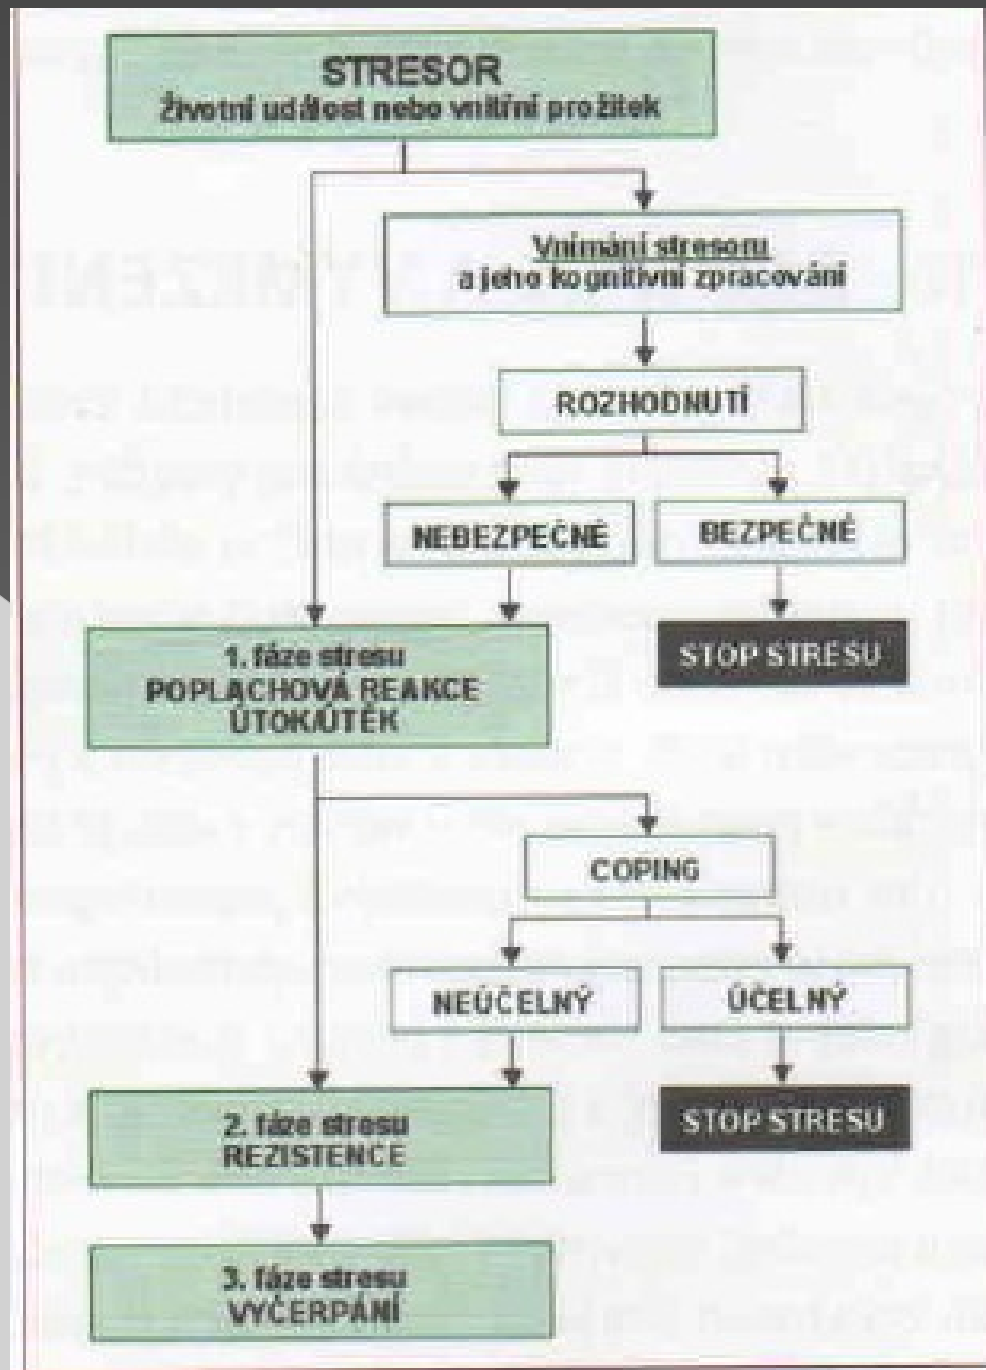 STRESOR
Životní událost nebo vnitřní prožitek
Vnímání stresoru
a jeho kognitivní zpracování
ROZHODNUTÍ
NEBEZPEČNÉ
BEZPEČNÉ
1. fáze stresu
POPLACHOVÁ REAKCE
ÚTOK/ÚTĚK
STOP STRESU
COPING
NEÚČELNÝ
ÚČELNÝ
2. fáze stresu
REZISTENCE
STOP STRESU
3. fáze stresu
VYČERPÁNÍ